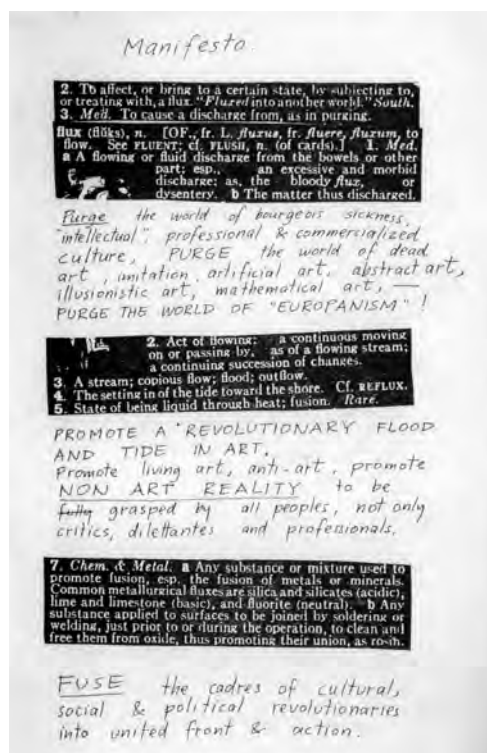 Manifesto
2. To affect, or bring to a certain state, by subjecting to,
or treating with, a flux. "Fluxed into another world." South.
3. Med. To cause a discharge from, as in purging.
flux (flŭks), n. [OF., fr. L. fluxus, fr. fluere, fluxum, to
flow. See FLUENT; cf. FLUSH, n. (of cards).] 1. Med.
a A flowing or fluid discharge from the bowels or other
part; esp., an excessive and morbid
discharge; as, the bloody flux, or
dysentery. b The matter thus discharged.
Purge the world of bourgeois sickness,
"intellectual", professional & commercialized
culture, PURGE the world of dead
art, imitation, artificial art, abstract art,
illusionistic art, mathematical art, —
PURGE THE WORLD OF "EUROPANISM"!
2. Act of flowing: a continuous moving
on or passing by, as of a flowing stream;
a continuing succession of changes.
3. A stream; copious flow; flood; outflow.
4. The setting in of the tide toward the shore. Cf. REFLUX.
5. State of being liquid through heat; fusion. Rare.
PROMOTE A REVOLUTIONARY FLOOD
AND TIDE IN ART.
Promote living art, anti-art, promote
NON ART REALITY to be
fully grasped by all peoples, not only
critics, dilettantes and professionals.
7. Chem. & Metal. a Any substance or mixture used to
promote fusion, esp. the fusion of metals or minerals.
Common metallurgical fluxes are silica and silicates (acidic),
lime and limestone (basic), and fluorite (neutral). b Any
substance applied to surfaces to be joined by soldering or
welding, just prior to or during the operation, to clean and
free them from oxide, thus promoting their union, as rosin.
FUSE the cadres of cultural,
social & political revolutionaries
into united front & action.